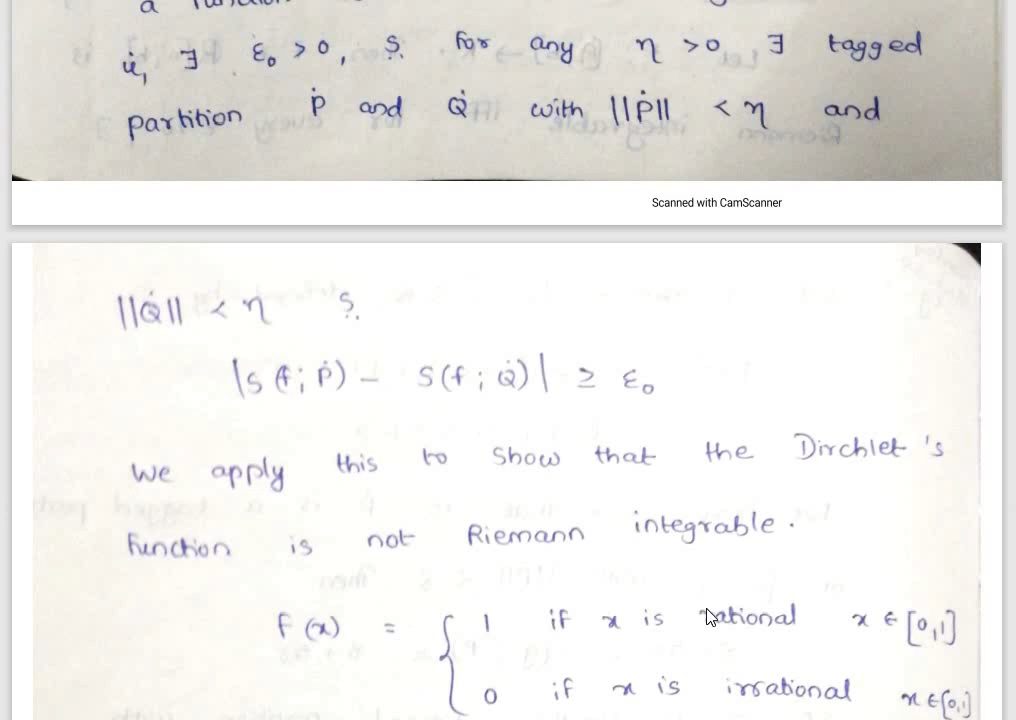 a
ü, ∃ ε₀ > 0, S. for any η > 0 ∃ tagged
partition Ṗ and Q̇ with ||Ṗ|| < η and
Scanned with CamScanner
||Q̇|| < η S.
|S (f; Ṗ) - S(f ; Q̇)| ≥ ε₀
We apply this to show that the Dirchlet's
function is not Riemann integrable.
f (x) = { 1 if x is rational x ∈ [0,1]
0 if x is irrational x ∈ [0,1]